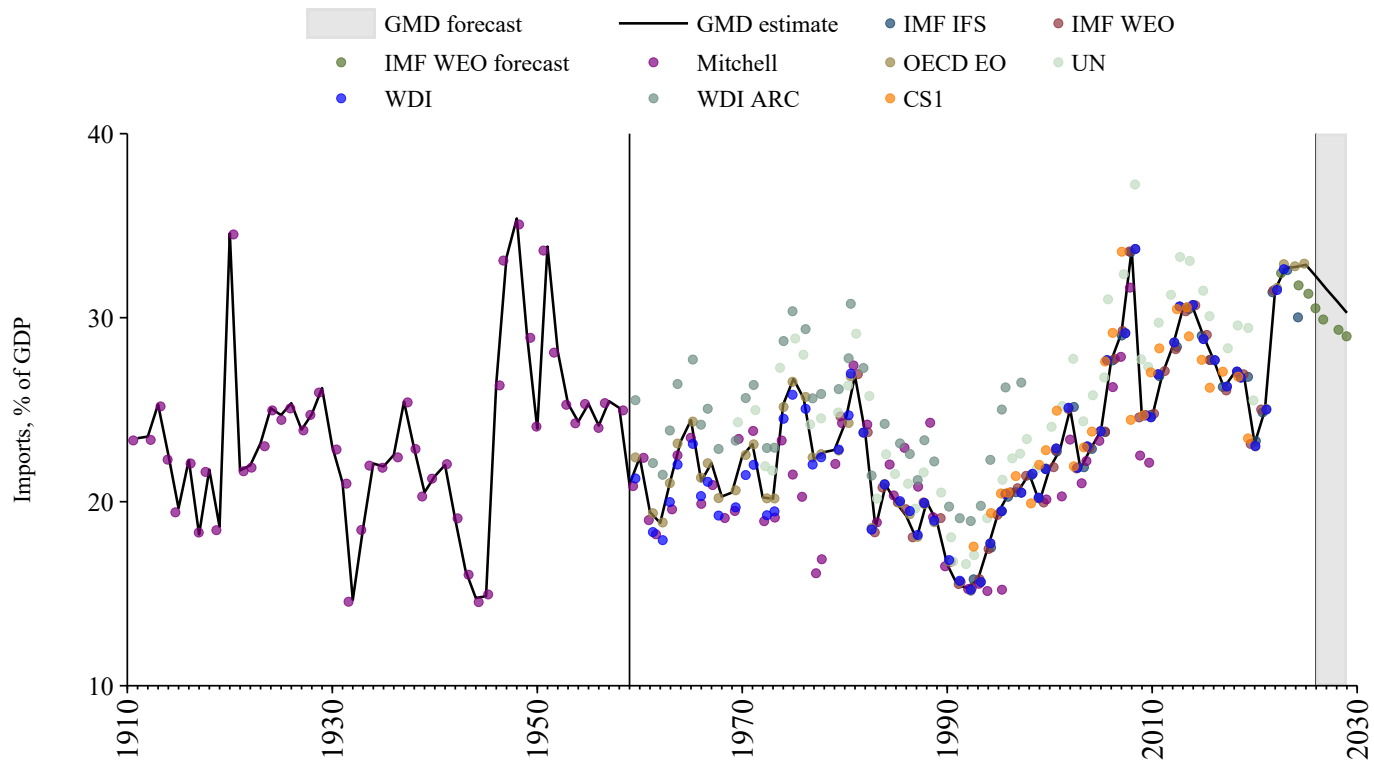 GMD forecast GMD estimate IMF IFS IMF WEO
IMF WEO forecast Mitchell OECD EO UN
WDI WDI ARC CS1
40
30
20
10
Imports, % of GDP
1910 1930 1950 1970 1990 2010 2030